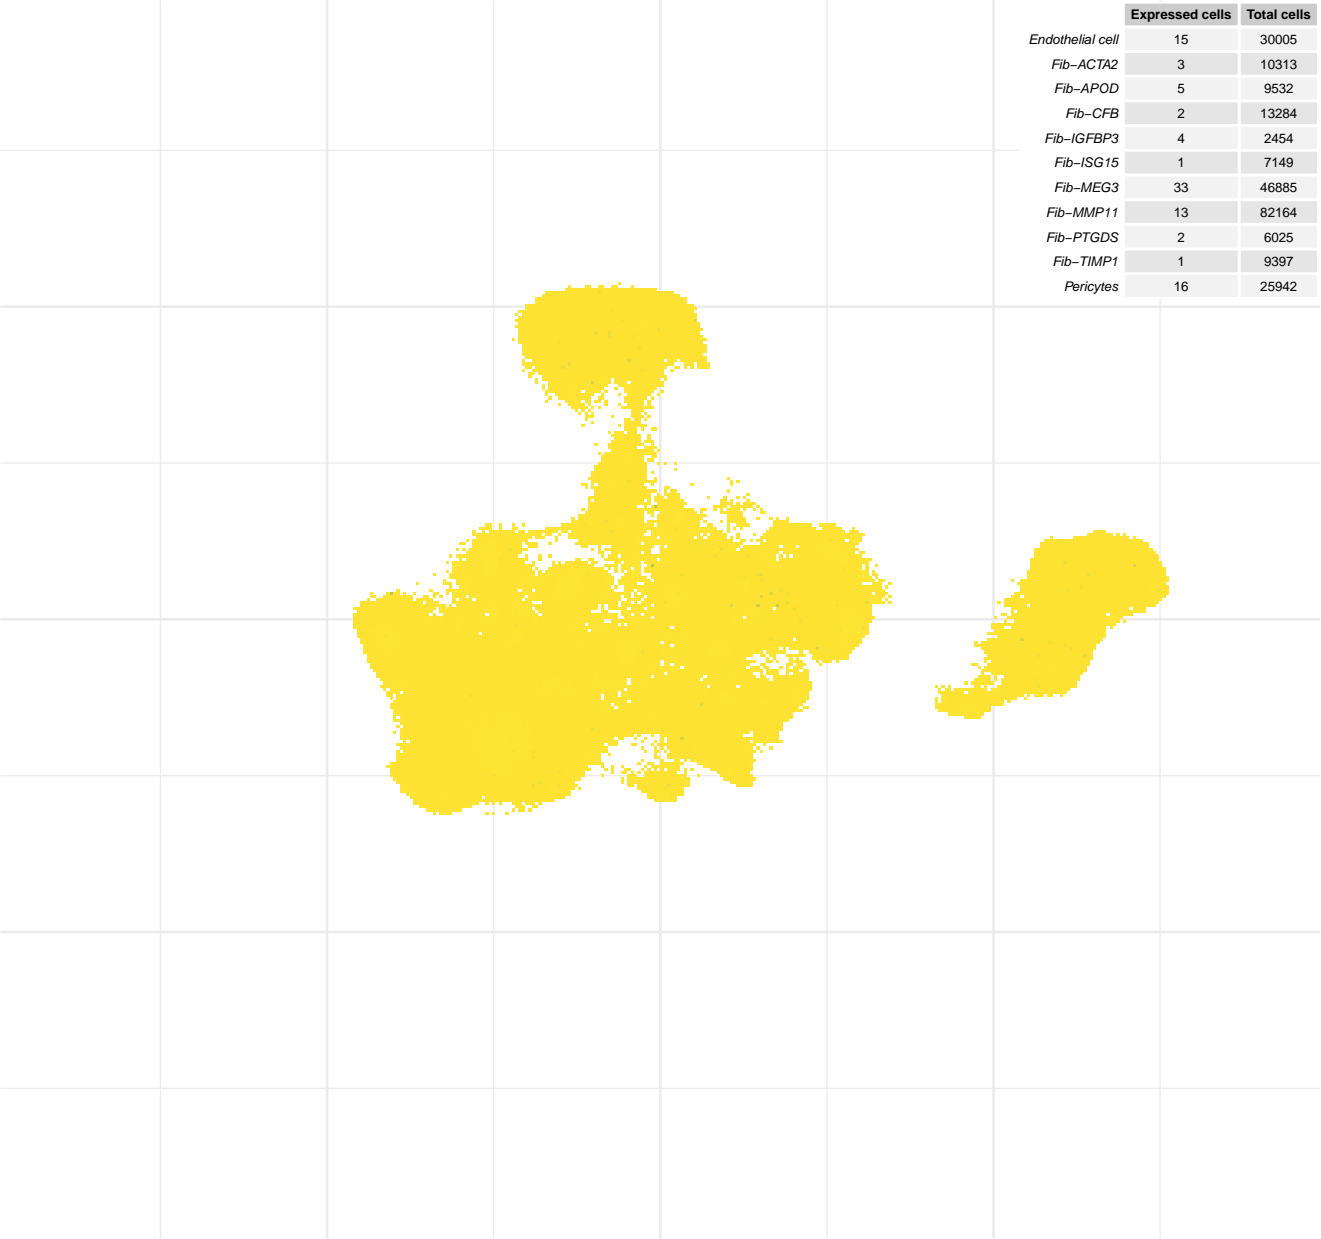 Expressed cells Total cells
Endothelial cell 15 30005
Fib−ACTA2 3 10313
Fib−APOD 5 9532
Fib−CFB 2 13284
Fib−IGFBP3 4 2454
Fib−ISG15 1 7149
Fib−MEG3 33 46885
Fib−MMP11 13 82164
Fib−PTGDS 2 6025
Fib−TIMP1 1 9397
Pericytes 16 25942